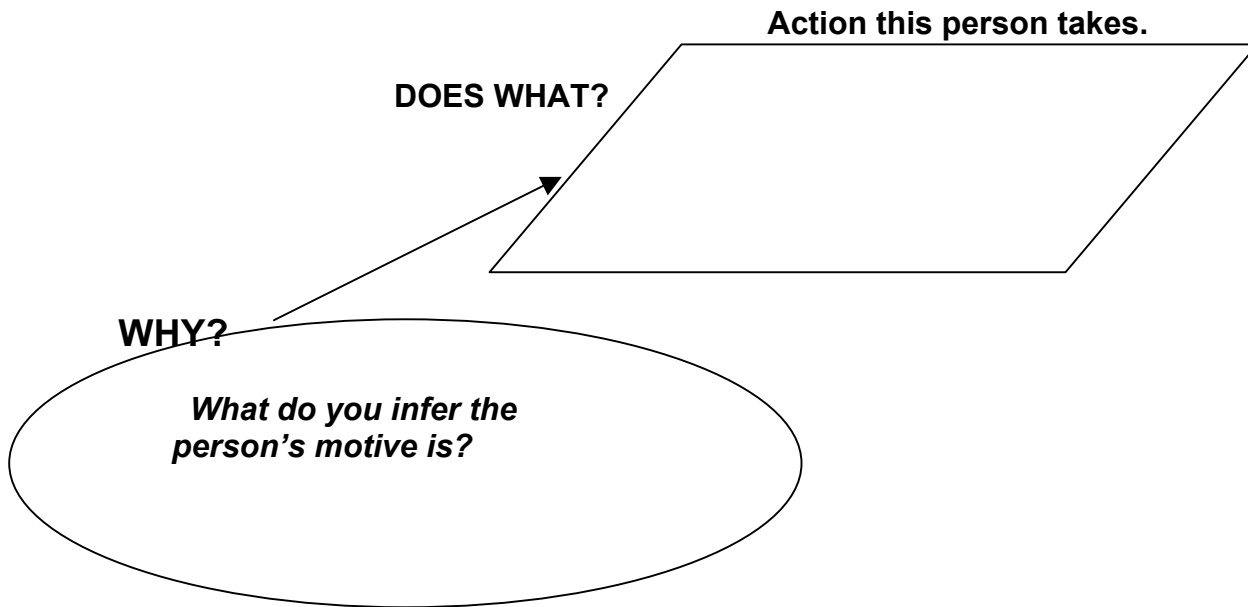 Action this person takes.
DOES WHAT?
WHY?
What do you infer the
person’s motive is?